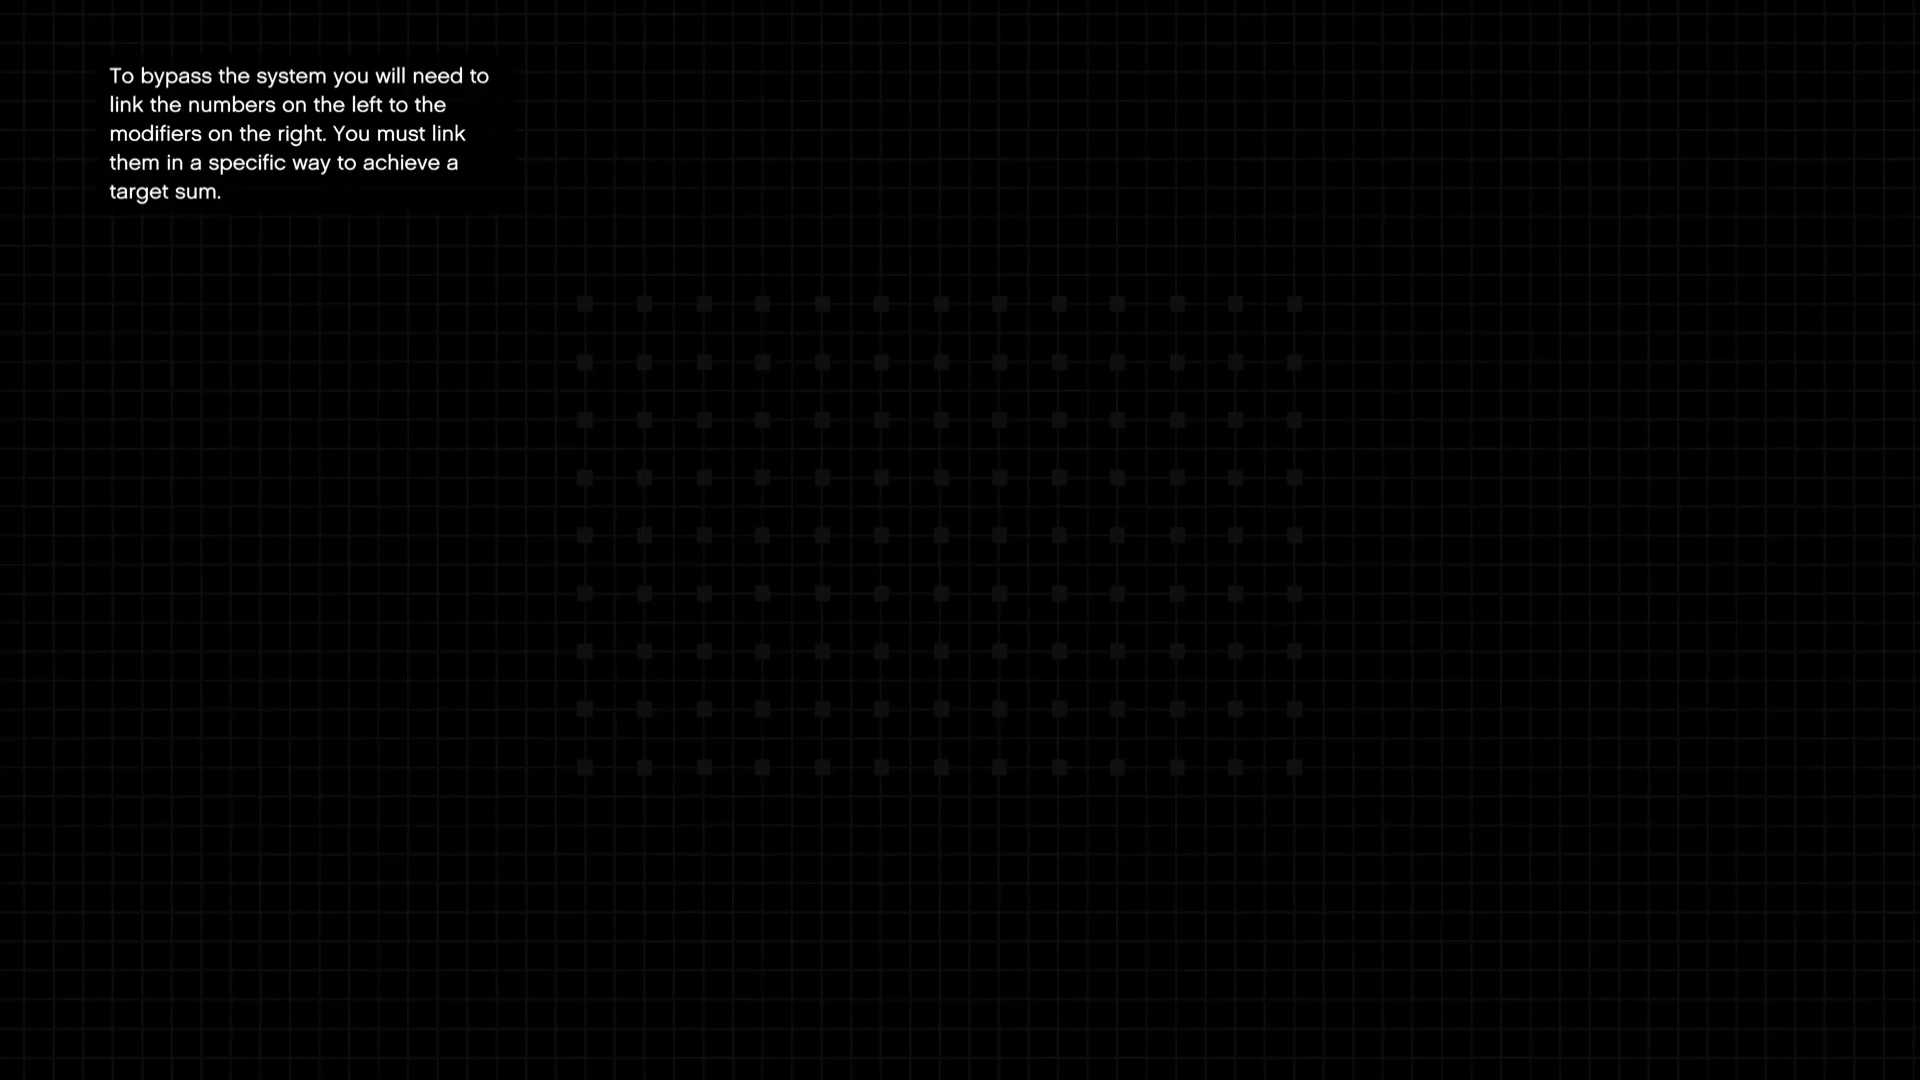 To bypass the system you will need to
link the numbers on the left to the
modifiers on the right. You must link
them in a specific way to achieve a
target sum.